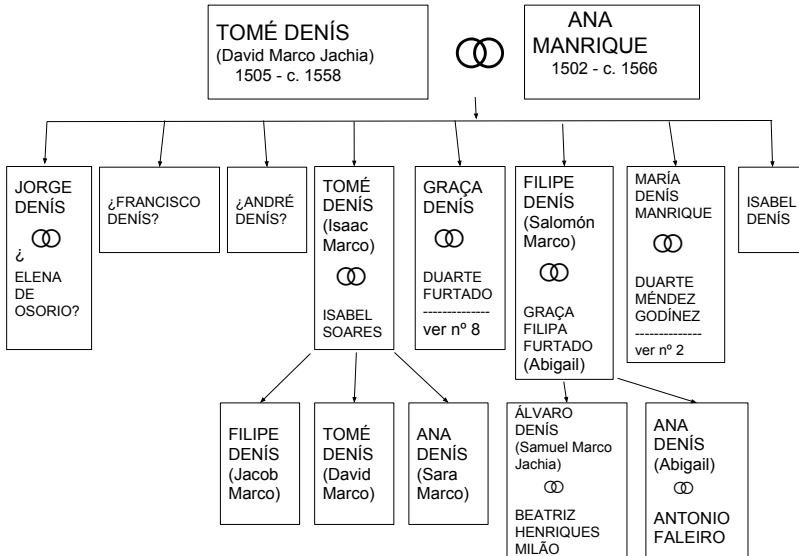 TOMÉ DENÍS
(David Marco Jachia)
1505 - c. 1558
ANA
MANRIQUE
1502 - c. 1566
JORGE
DENÍS
¿
ELENA
DE
OSORIO?
¿FRANCISCO
DENÍS?
¿ANDRÉ
DENÍS?
TOMÉ
DENÍS
(Isaac
Marco)
ISABEL
SOARES
GRAÇA
DENÍS
DUARTE
FURTADO
--------------
ver nº 8
FILIPE
DENÍS
(Salomón
Marco)
GRAÇA
FILIPA
FURTADO
(Abigail)
MARÍA
DENÍS
MANRIQUE
DUARTE
MÉNDEZ
GODÍNEZ
--------------
ver nº 2
ISABEL
DENÍS
FILIPE
DENÍS
(Jacob
Marco)
TOMÉ
DENÍS
(David
Marco)
ANA
DENÍS
(Sara
Marco)
ÁLVARO
DENÍS
(Samuel Marco
Jachia)
BEATRIZ
HENRIQUES
MILÃO
ANA
DENÍS
(Abigail)
ANTONIO
FALEIRO